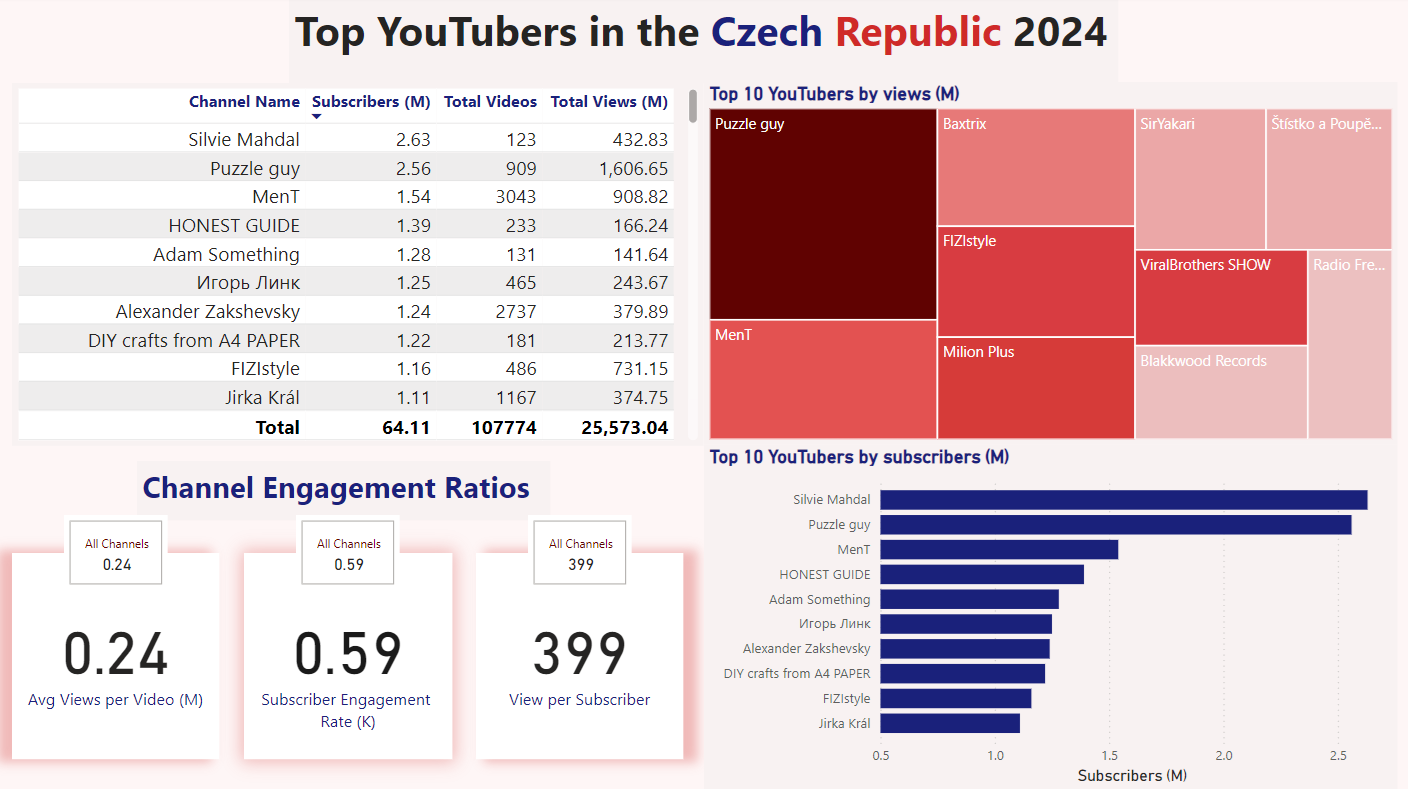 Top YouTubers in the Czech Republic 2024
Channel Name Subscribers (M) Total Videos Total Views (M)
Silvie Mahdal 2.63 123 432.83
Puzzle guy 2.56 909 1,606.65
MenT 1.54 3043 908.82
HONEST GUIDE 1.39 233 166.24
Adam Something 1.28 131 141.64
Игорь Линк 1.25 465 243.67
Alexander Zakshevsky 1.24 2737 379.89
DIY crafts from A4 PAPER 1.22 181 213.77
FIZIstyle 1.16 486 731.15
Jirka Král 1.11 1167 374.75
Total 64.11 107774 25,573.04
Top 10 YouTubers by views (M)
Puzzle guy
MenT
Baxtrix
FIZIstyle
Milion Plus
SirYakari
Štístko a Poupě...
ViralBrothers SHOW
Radio Fre...
Blakkwood Records
Channel Engagement Ratios
All Channels
0.24
0.24
Avg Views per Video (M)
All Channels
0.59
0.59
Subscriber Engagement
Rate (K)
All Channels
399
399
View per Subscriber
Top 10 YouTubers by subscribers (M)
Silvie Mahdal
Puzzle guy
MenT
HONEST GUIDE
Adam Something
Игорь Линк
Alexander Zakshevsky
DIY crafts from A4 PAPER
FIZIstyle
Jirka Král
0.5 1.0 1.5 2.0 2.5
Subscribers (M)